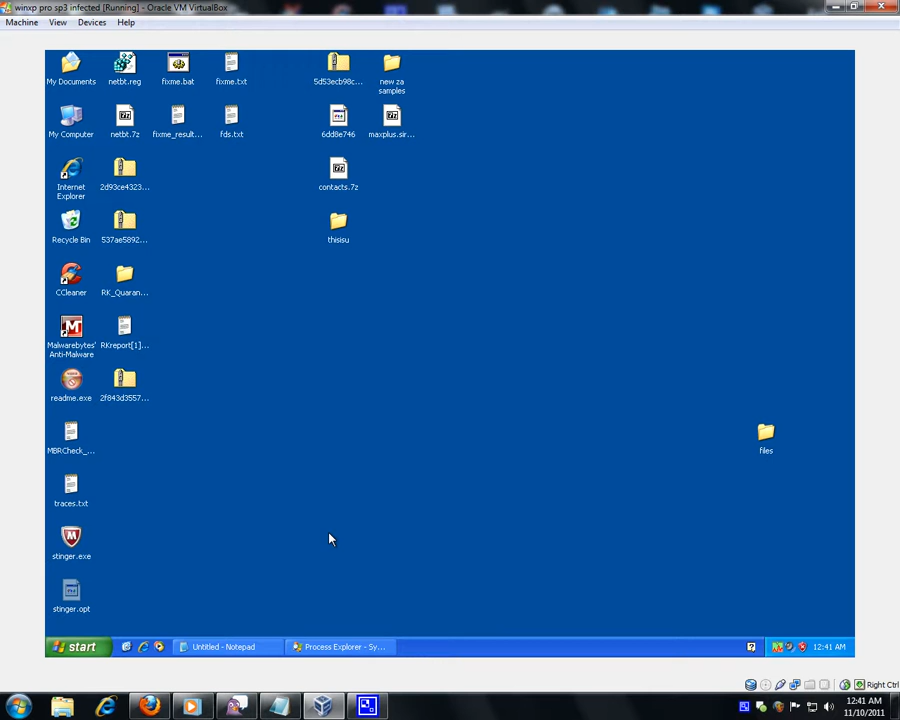 winxp pro sp3 infected [Running] - Oracle VM VirtualBox
Machine View Devices Help
My Documents
netbt.reg
fixme.bat
fixme.txt
5d53ecb98c...
new za
samples
My Computer
netbt.7z
fixme_result...
fds.txt
6dd8e746
maxplus.sir...
Internet
Explorer
2d93ce4323...
contacts.7z
Recycle Bin
537ae5892...
thisisu
CCleaner
RK_Quaran...
Malwarebytes'
Anti-Malware
RKreport[1]...
readme.exe
2f843d3557...
MBRCheck_...
files
traces.txt
stinger.exe
stinger.opt
start
Untitled - Notepad
Process Explorer - Sy...
12:41 AM
Right Ctrl
12:41 AM
11/10/2011